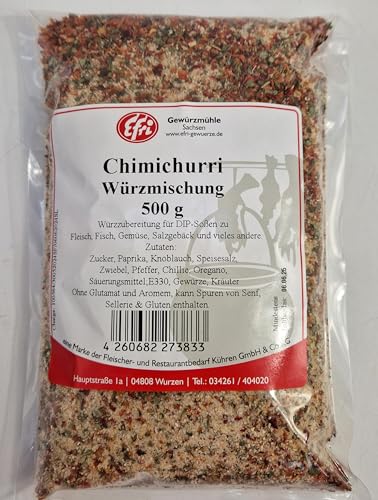 Efri
Gewürzmühle
Sachsen
www.efri-gewuerze.de
Chimichurri
Würzmischung
500 g
Würzzubereitung für DIP-Soßen zu
Fleisch, Fisch, Gemüse, Salzgebäck und vieles andere
Zutaten:
Zucker, Paprika, Knoblauch, Speisesalz,
Zwiebel, Pfeffer, Chillie, Oregano,
Säuerungsmittel,E330, Gewürze, Kräuter
Ohne Glutamat und Aromem, kann Spuren von Senf,
Sellerie & Gluten enthalten
4 260682 273833
eine Marke der Fleischer- und Restaurantbedarf Kühren GmbH & Co.
Hauptstraße 1a | 04808 Wurzen | Tel.: 034261 / 404020